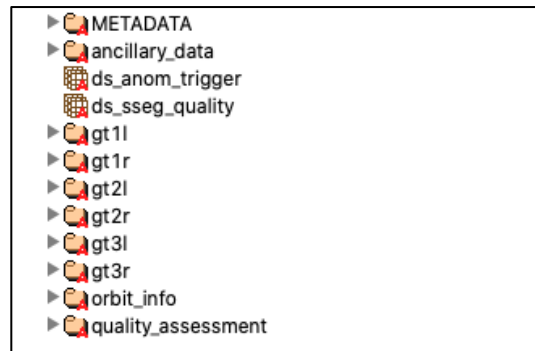 METADATA
ancillary_data
ds_anom_trigger
ds_sseg_quality
gt1l
gt1r
gt2l
gt2r
gt3l
gt3r
orbit_info
quality_assessment